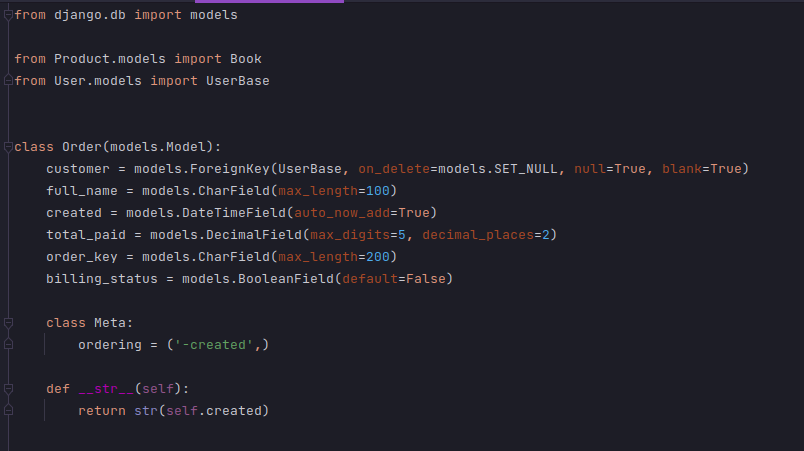 from django.db import models
from Product.models import Book
from User.models import UserBase
class Order(models.Model):
    customer = models.ForeignKey(UserBase, on_delete=models.SET_NULL, null=True, blank=True)
    full_name = models.CharField(max_length=100)
    created = models.DateTimeField(auto_now_add=True)
    total_paid = models.DecimalField(max_digits=5, decimal_places=2)
    order_key = models.CharField(max_length=200)
    billing_status = models.BooleanField(default=False)
    class Meta:
        ordering = ('-created',)
    def __str__(self):
        return str(self.created)